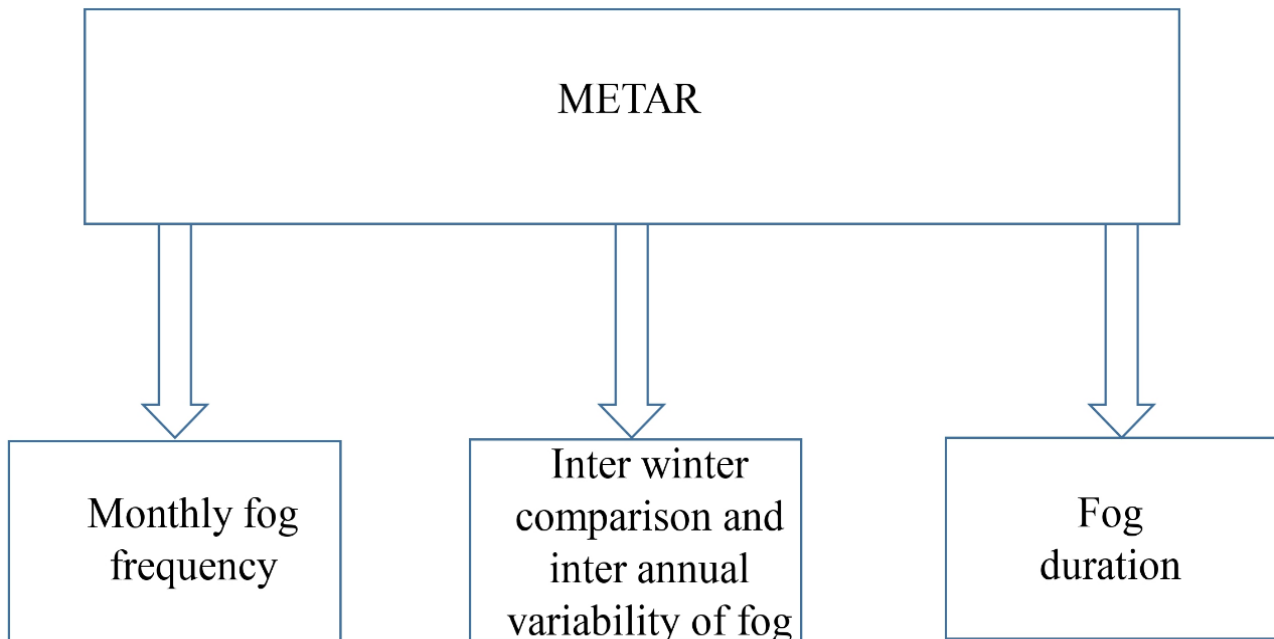 METAR
Monthly fog
frequency
Inter winter
comparison and
inter annual
variability of fog
Fog
duration